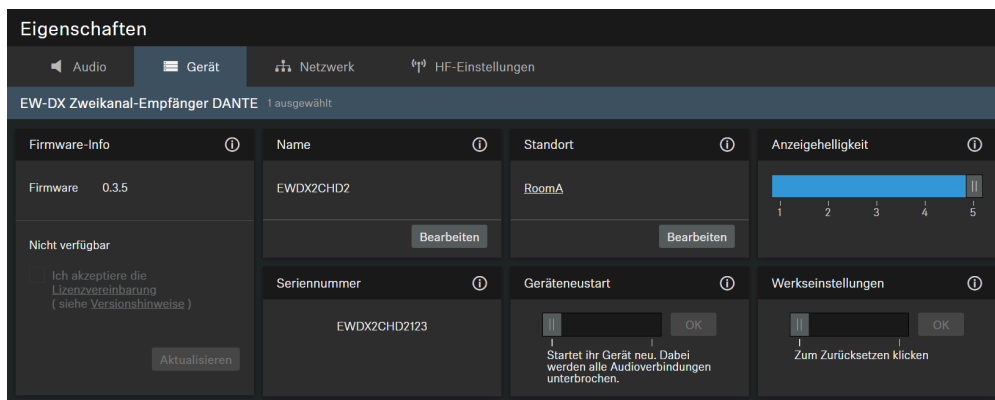 Eigenschaften
Audio
Gerät
Netzwerk
HF-Einstellungen
EW-DX Zweikanal-Empfänger DANTE 1 ausgewählt
Firmware-Info
Firmware 0.3.5
Nicht verfügbar
Ich akzeptiere die
Lizenzvereinbarung
( siehe Versionshinweise )
Aktualisieren
Name
EWDX2CHD2
Bearbeiten
Standort
RoomA
Bearbeiten
Anzeigehelligkeit
1 2 3 4 5
Seriennummer
EWDX2CHD2123
Geräteneustart
OK
Startet ihr Gerät neu. Dabei
werden alle Audioverbindungen
unterbrochen.
Werkseinstellungen
OK
Zum Zurücksetzen klicken